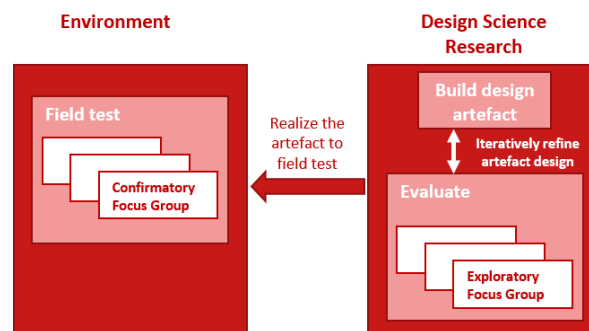 Environment
Field test
Confirmatory
Focus Group
Realize the
artefact to
field test
Design Science
Research
Build design
artefact
Iteratively refine
artefact design
Evaluate
Exploratory
Focus Group